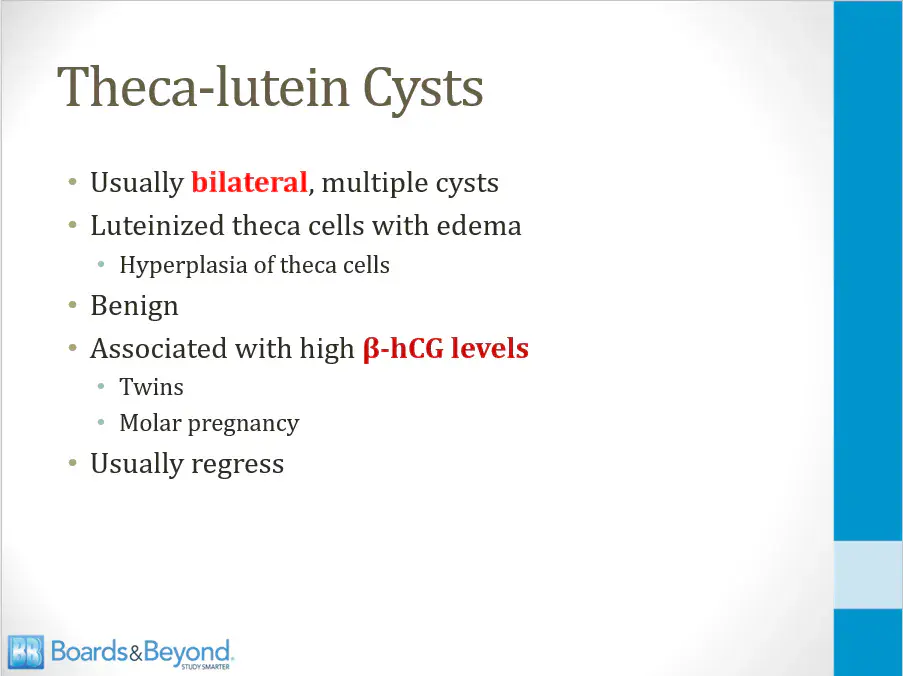 Theca-lutein Cysts
• Usually bilateral, multiple cysts
• Luteinized theca cells with edema
• Hyperplasia of theca cells
• Benign
• Associated with high β-hCG levels
• Twins
• Molar pregnancy
• Usually regress
BB Boards&Beyond.
STUDY SMARTER